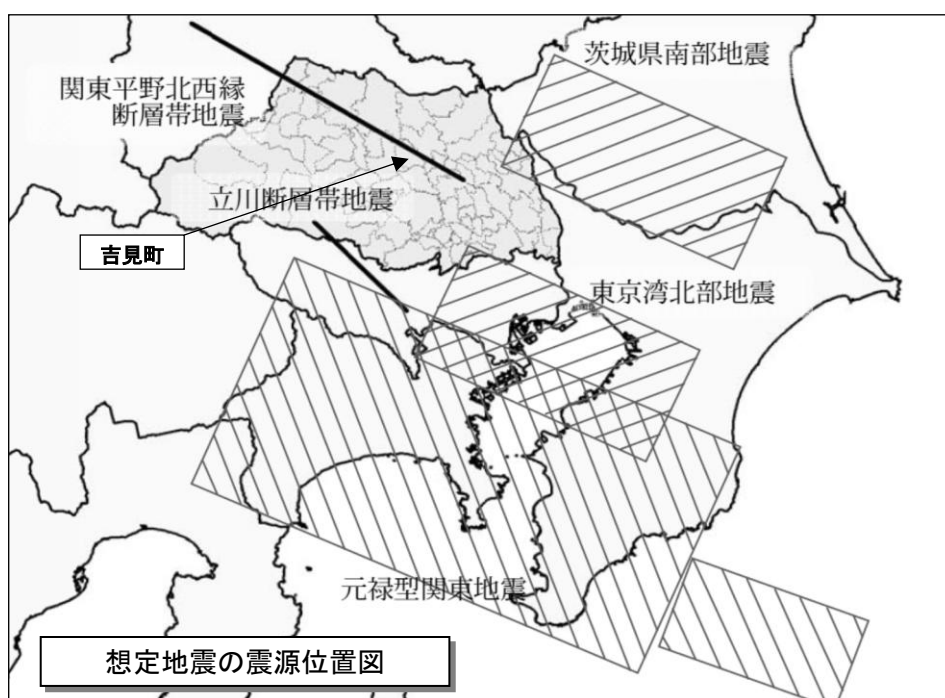 茨城県南部地震
関東平野北西縁
断層帯地震
立川断層帯地震
吉見町
東京湾北部地震
元禄型関東地震
想定地震の震源位置図